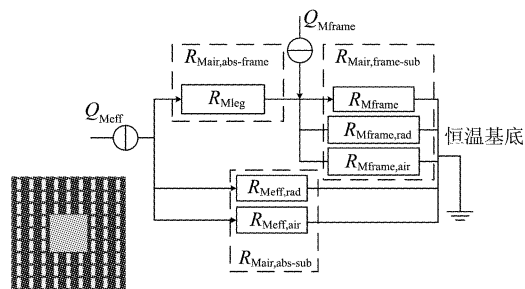 Q_Mframe
R_Mair,abs-frame
R_Mair,frame-sub
R_Mleg
R_Mframe
Q_Meff
R_Mframe,rad
恒温基底
R_Mframe,air
R_Meff,rad
R_Meff,air
R_Mair,abs-sub